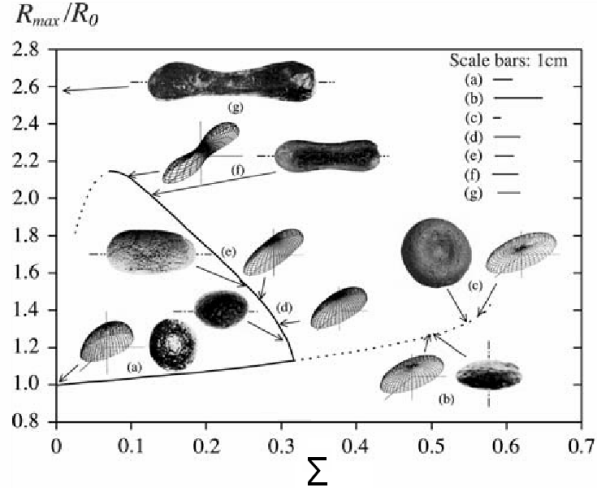 R_max/R_0
2.8
2.6
2.4
2.2
2.0
1.8
1.6
1.4
1.2
1.0
0.8
Scale bars: 1cm
(a)
(b)
(c)
(d)
(e)
(f)
(g)
(g)
(f)
(e)
(c)
(d)
(a)
(b)
0 0.1 0.2 0.3 0.4 0.5 0.6 0.7
Σ